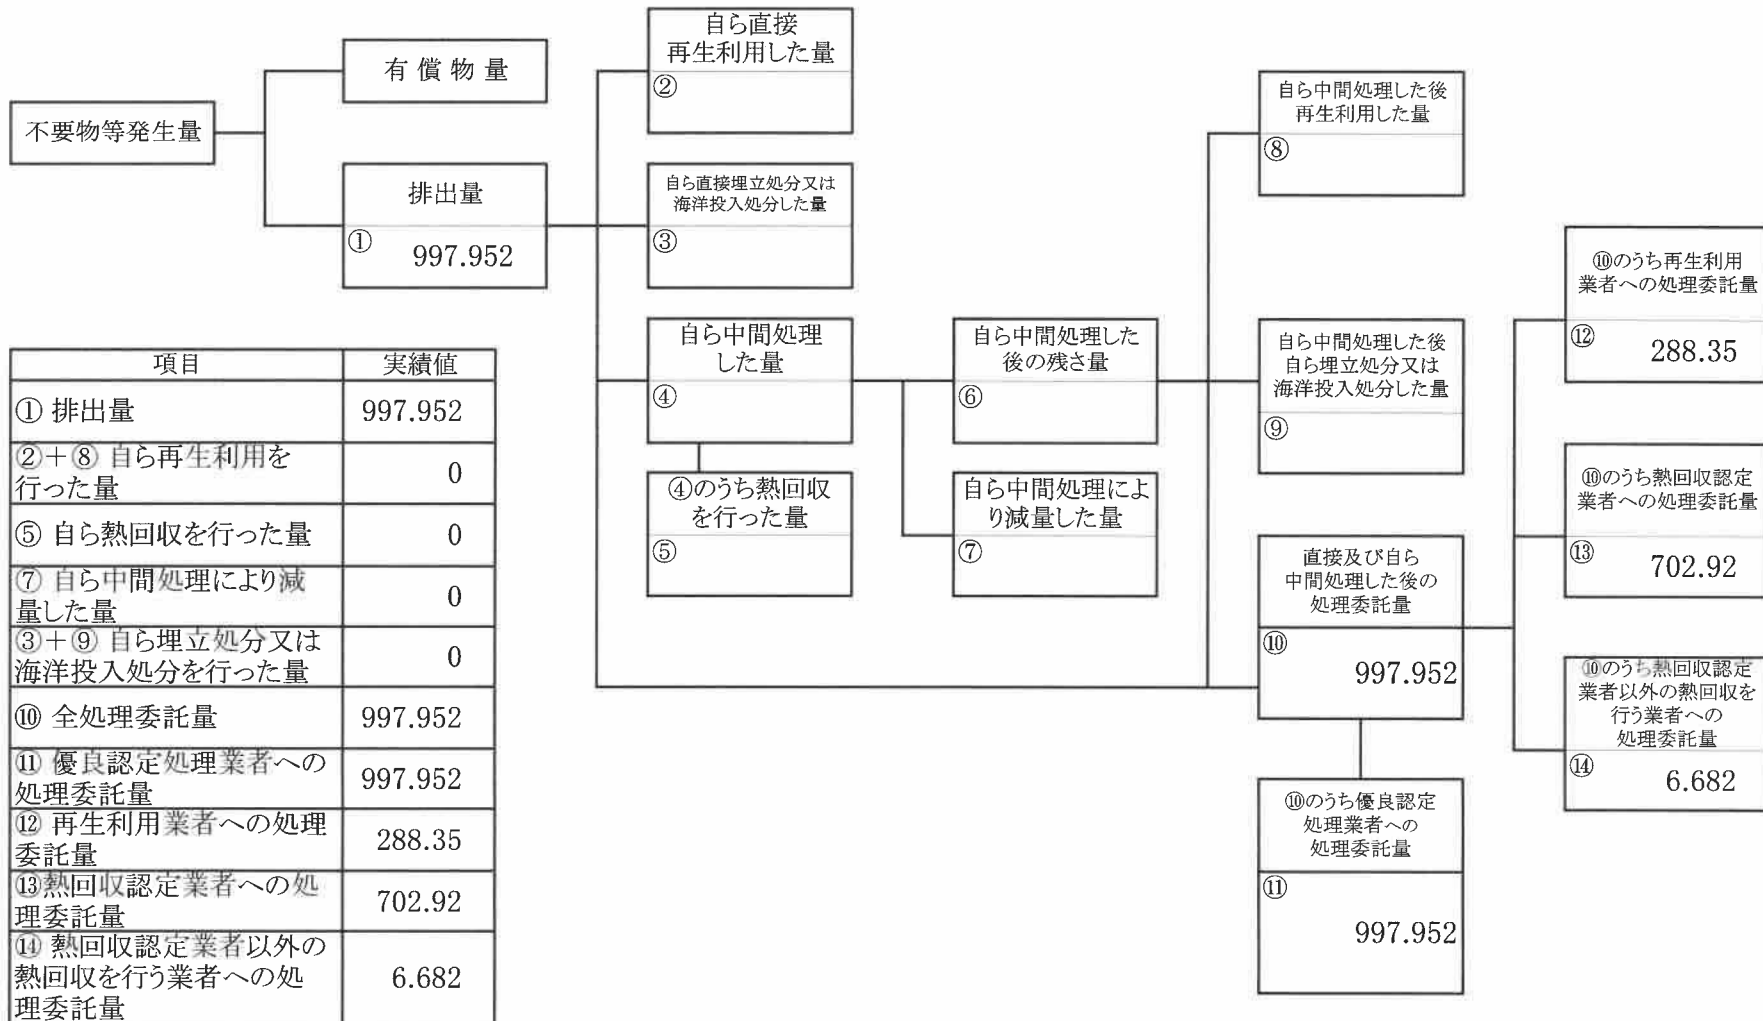 不要物等発生量
有償物量
排出量
①
997.952
自ら直接
再生利用した量
②
自ら直接埋立処分又は
海洋投入処分した量
③
自ら中間処理
した量
④
④のうち熱回収
を行った量
⑤
自ら中間処理した
後の残さ量
⑥
自ら中間処理によ
り減量した量
⑦
自ら中間処理した後
再生利用した量
⑧
自ら中間処理した後
自ら埋立処分又は
海洋投入処分した量
⑨
直接及び自ら
中間処理した後の
処理委託量
⑩
997.952
⑩のうち優良認定
処理業者への
処理委託量
⑪
997.952
⑩のうち再生利用
業者への処理委託量
⑫
288.35
⑩のうち熱回収認定
業者への処理委託量
⑬
702.92
⑩のうち熱回収認定
業者以外の熱回収を
行う業者への
処理委託量
⑭
6.682
項目 実績値
① 排出量 997.952
②+⑧ 自ら再生利用を
行った量 0
⑤ 自ら熱回収を行った量 0
⑦ 自ら中間処理により減
量した量 0
③+⑨ 自ら埋立処分又は
海洋投入処分を行った量 0
⑩ 全処理委託量 997.952
⑪ 優良認定処理業者への
処理委託量 997.952
⑫ 再生利用業者への処理
委託量 288.35
⑬熱回収認定業者への処
理委託量 702.92
⑭ 熱回収認定業者以外の
熱回収を行う業者への処
理委託量 6.682